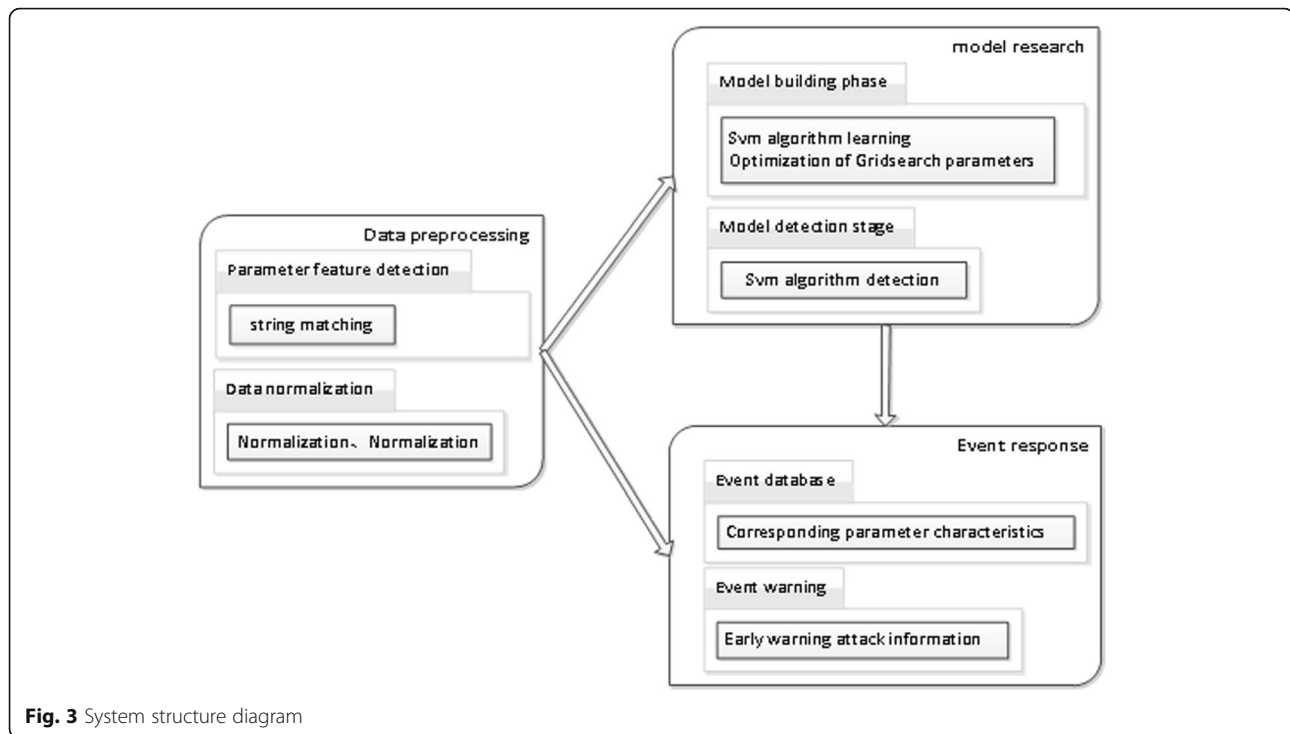 Data preprocessing
Parameter feature detection
string matching
Data normalization
Normalization、Normalization
model research
Model building phase
Svm algorithm learning
Optimization of Gridsearch parameters
Model detection stage
Svm algorithm detection
Event response
Event database
Corresponding parameter characteristics
Event warning
Early warning attack information
Fig. 3 System structure diagram